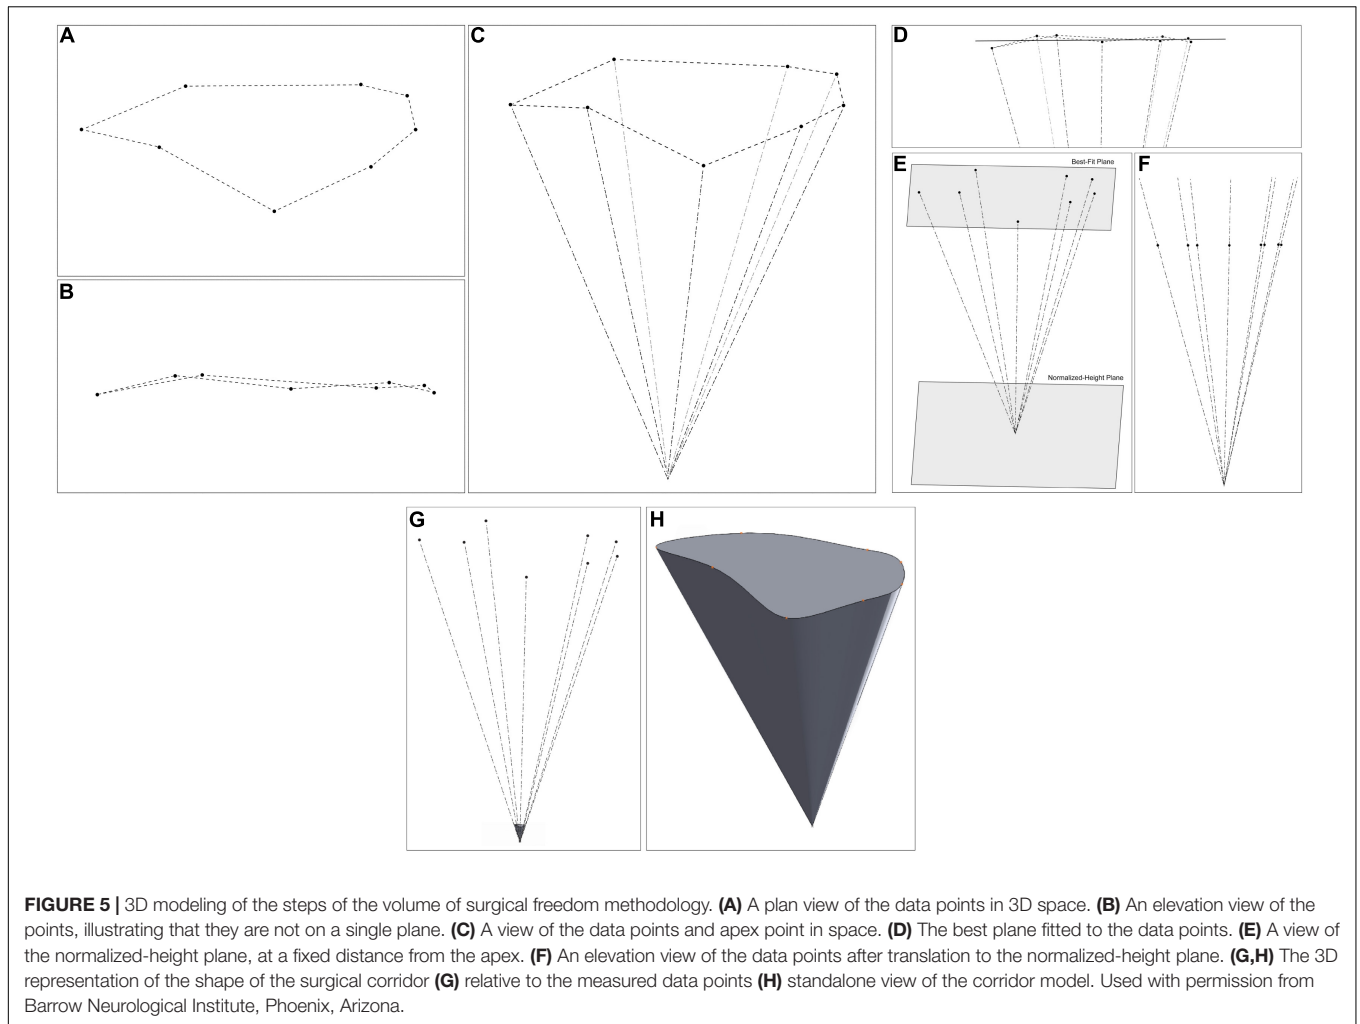 A
C
D
B
E
Best-Fit Plane
F
Normalized-Height Plane
G
H
FIGURE 5 | 3D modeling of the steps of the volume of surgical freedom methodology. (A) A plan view of the data points in 3D space. (B) An elevation view of the
points, illustrating that they are not on a single plane. (C) A view of the data points and apex point in space. (D) The best plane fitted to the data points. (E) A view of
the normalized-height plane, at a fixed distance from the apex. (F) An elevation view of the data points after translation to the normalized-height plane. (G,H) The 3D
representation of the shape of the surgical corridor (G) relative to the measured data points (H) standalone view of the corridor model. Used with permission from
Barrow Neurological Institute, Phoenix, Arizona.